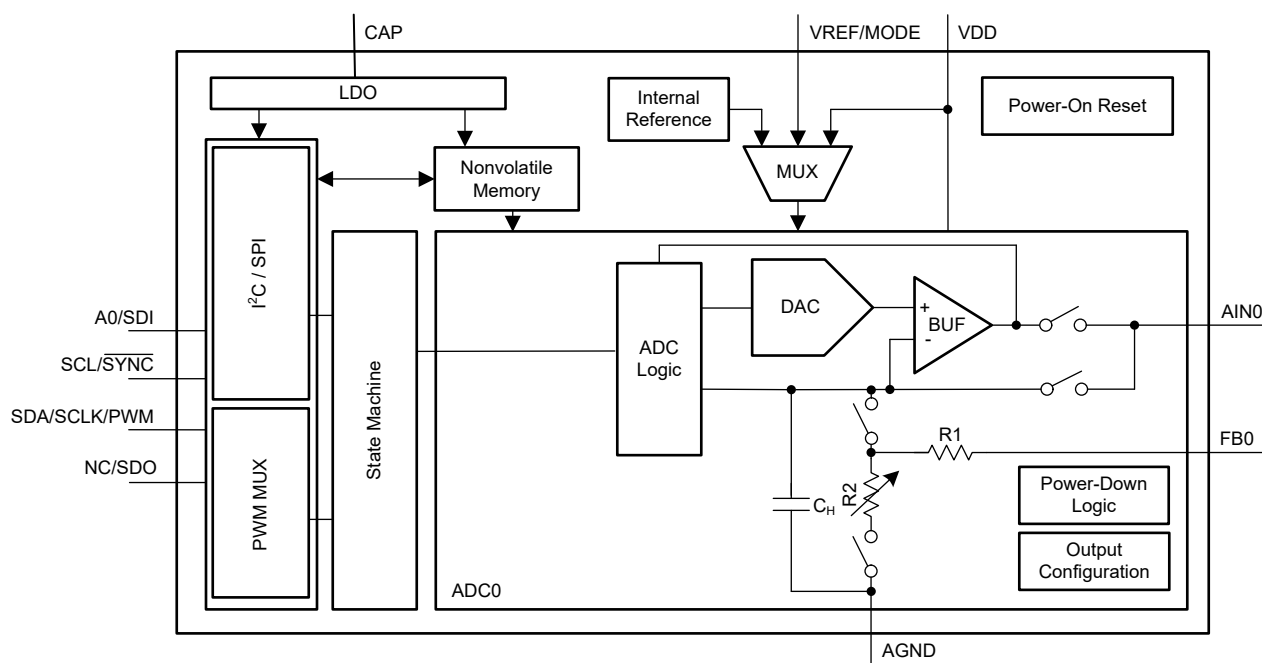 CAP
VREF/MODE
VDD
LDO
Internal
Reference
Power-On Reset
MUX
Nonvolatile
Memory
I²C / SPI
PWM MUX
State Machine
A0/SDI
SCL/SYNC
SDA/SCLK/PWM
NC/SDO
ADC
Logic
DAC
+
BUF
-
AIN0
R1
FB0
R2
CH
Power-Down
Logic
Output
Configuration
ADC0
AGND